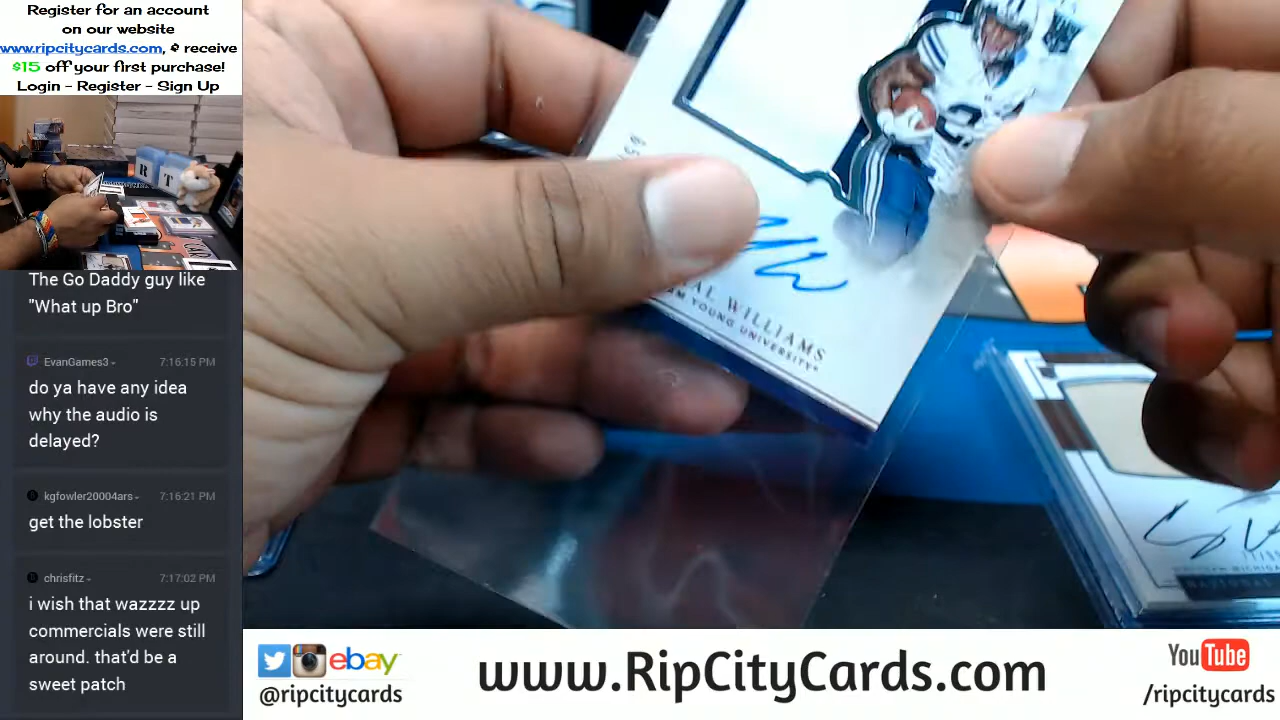 Register for an account
on our website
www.ripcitycards.com, & receive
$15 off your first purchase!
Login - Register - Sign Up
R T
The Go Daddy guy like
"What up Bro"
EvanGames3 7:16:15 PM
do ya have any idea
why the audio is
delayed?
kgfowler20004ars 7:16:21 PM
get the lobster
chrisfitz 7:17:02 PM
i wish that wazzzz up
commercials were still
around. that'd be a
sweet patch
AL WILLIAMS
M YOUNG UNIVERSITY
ebay
@ripcitycards
www.RipCityCards.com
YouTube
/ripcitycards